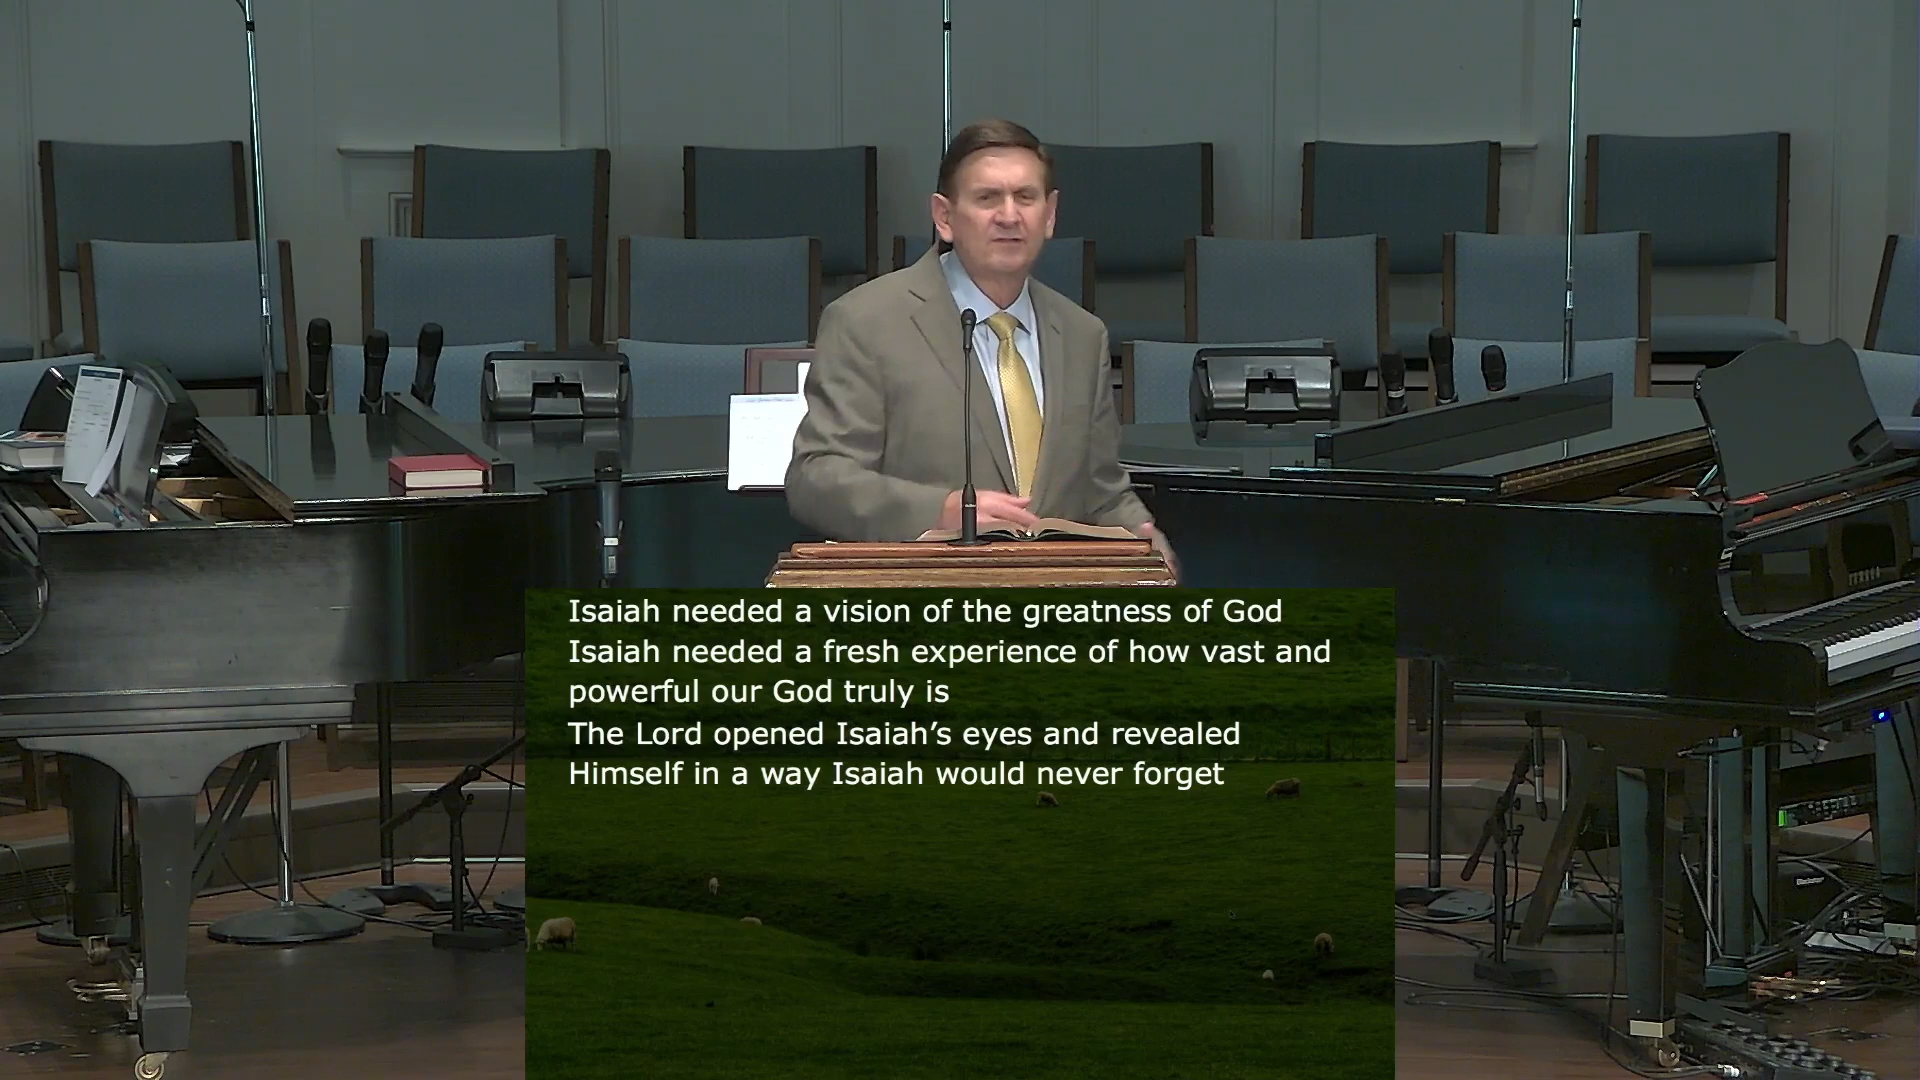 Isaiah needed a vision of the greatness of God
Isaiah needed a fresh experience of how vast and
powerful our God truly is
The Lord opened Isaiah’s eyes and revealed
Himself in a way Isaiah would never forget